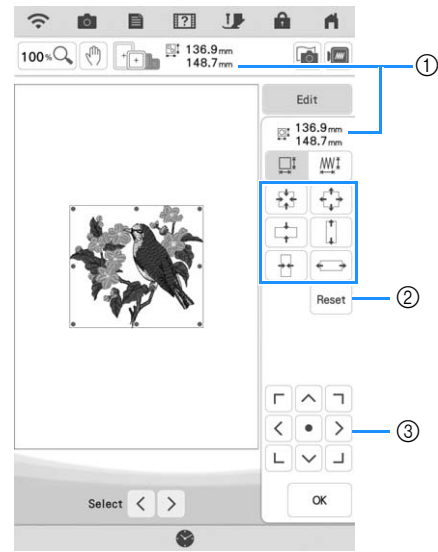 100% 136.9mm
148.7mm
①
Edit
136.9mm
148.7mm
Reset ②
③
Select
OK